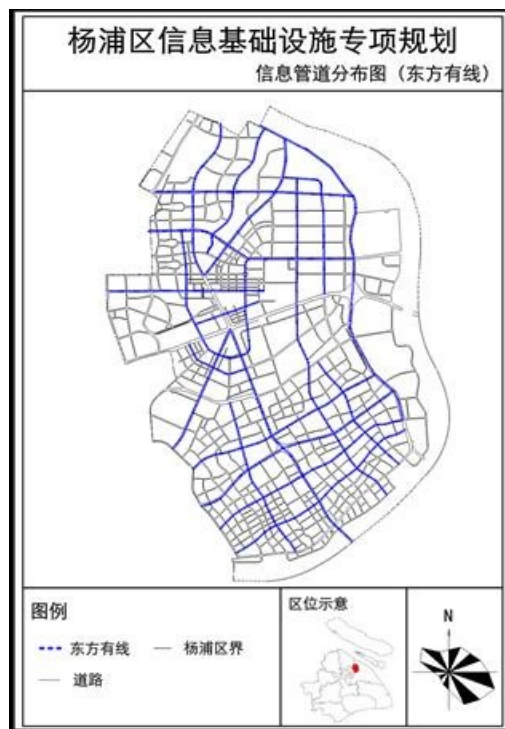 杨浦区信息基础设施专项规划
信息管道分布图（东方有线）
图例
东方有线
杨浦区界
道路
区位示意
N